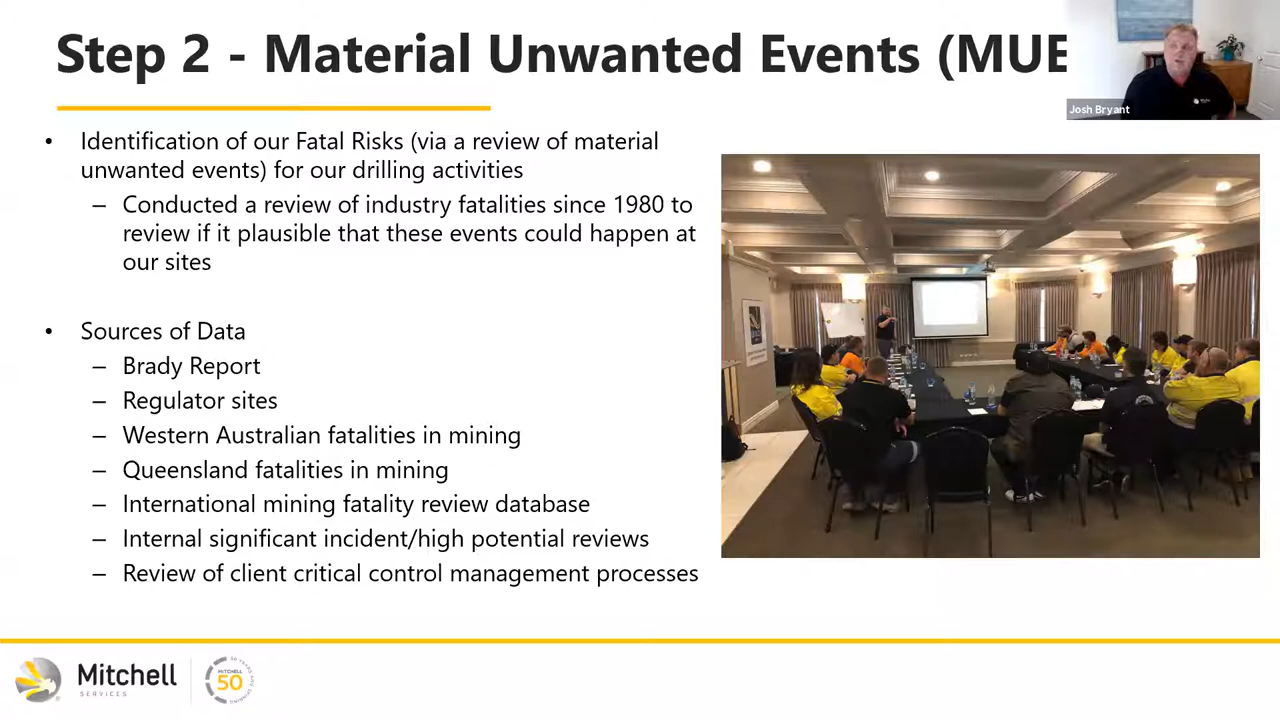 Step 2 - Material Unwanted Events (MUE
Josh Bryant
• Identification of our Fatal Risks (via a review of material
unwanted events) for our drilling activities
– Conducted a review of industry fatalities since 1980 to
review if it plausible that these events could happen at
our sites
• Sources of Data
– Brady Report
– Regulator sites
– Western Australian fatalities in mining
– Queensland fatalities in mining
– International mining fatality review database
– Internal significant incident/high potential reviews
– Review of client critical control management processes
Mitchell
SERVICES
MITCHELL
50